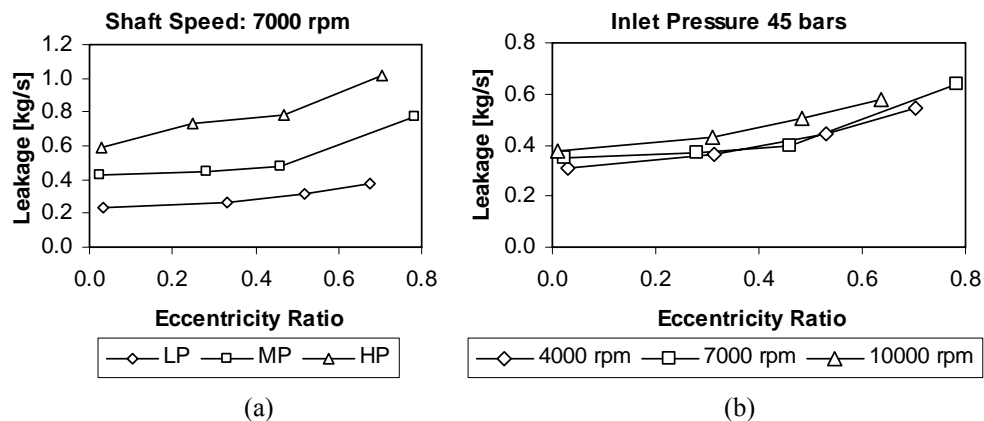 Shaft Speed: 7000 rpm
1.2
1.0
0.8
0.6
0.4
0.2
0.0
Leakage [kg/s]
0.0 0.2 0.4 0.6 0.8
Eccentricity Ratio
LP MP HP
(a)
Inlet Pressure 45 bars
0.8
0.6
0.4
0.2
0.0
Leakage [kg/s]
0.0 0.2 0.4 0.6 0.8
Eccentricity Ratio
4000 rpm 7000 rpm 10000 rpm
(b)